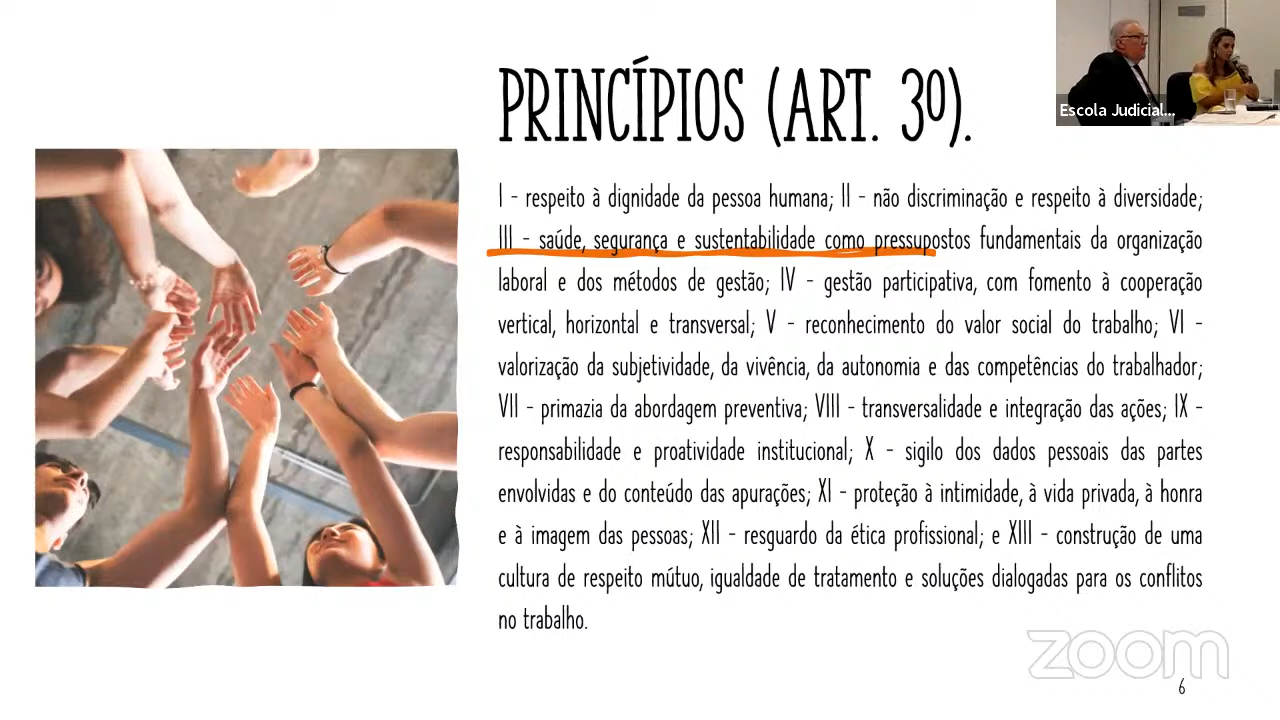 PRINCÍPIOS (ART. 3º).
Escola Judicial...
I - respeito à dignidade da pessoa humana; II - não discriminação e respeito à diversidade;
III - saúde, segurança e sustentabilidade como pressupostos fundamentais da organização
laboral e dos métodos de gestão; IV - gestão participativa, com fomento à cooperação
vertical, horizontal e transversal; V - reconhecimento do valor social do trabalho; VI -
valorização da subjetividade, da vivência, da autonomia e das competências do trabalhador;
VII - primazia da abordagem preventiva; VIII - transversalidade e integração das ações; IX -
responsabilidade e proatividade institucional; X - sigilo dos dados pessoais das partes
envolvidas e do conteúdo das apurações; XI - proteção à intimidade, à vida privada, à honra
e à imagem das pessoas; XII - resguardo da ética profissional; e XIII - construção de uma
cultura de respeito mútuo, igualdade de tratamento e soluções dialogadas para os conflitos
no trabalho.
zoom
6